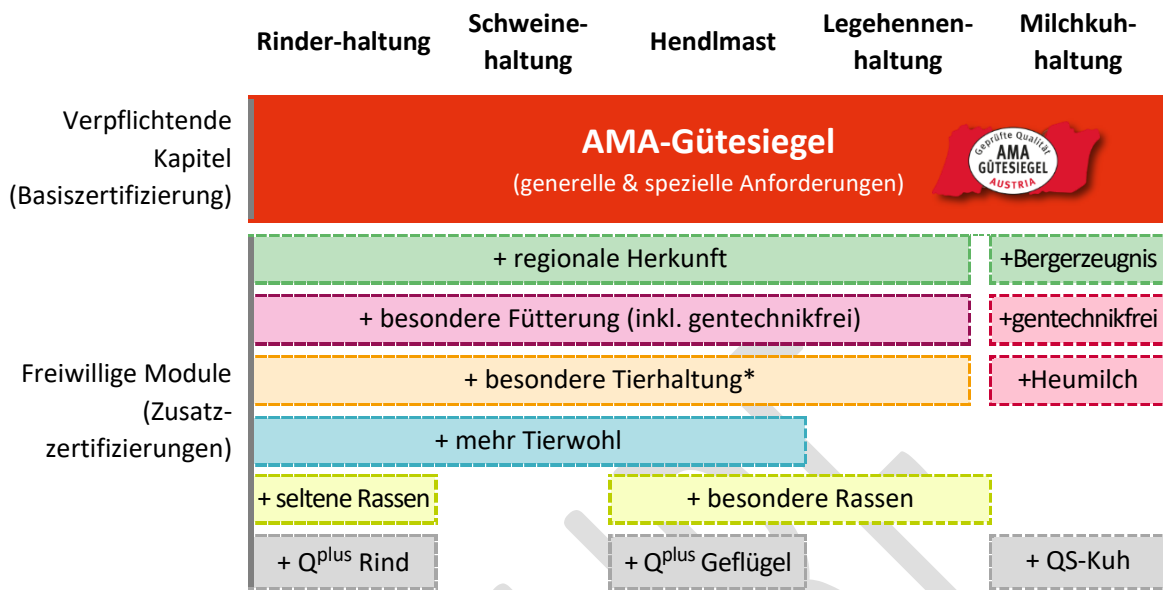 Rinder-haltung
Schweine-
haltung
Hendlmast
Legehennen-
haltung
Milchkuh-
haltung
Verpflichtende
Kapitel
(Basiszertifizierung)
AMA-Gütesiegel
(generelle & spezielle Anforderungen)
Geprüfte Qualität
AMA
GÜTESIEGEL
AUSTRIA
Freiwillige Module
(Zusatz-
zertifizierungen)
+ regionale Herkunft
+Bergerzeugnis
+ besondere Fütterung (inkl. gentechnikfrei)
+gentechnikfrei
+ besondere Tierhaltung*
+Heumilch
+ mehr Tierwohl
+ seltene Rassen
+ besondere Rassen
+ Qplus Rind
+ Qplus Geflügel
+ QS-Kuh